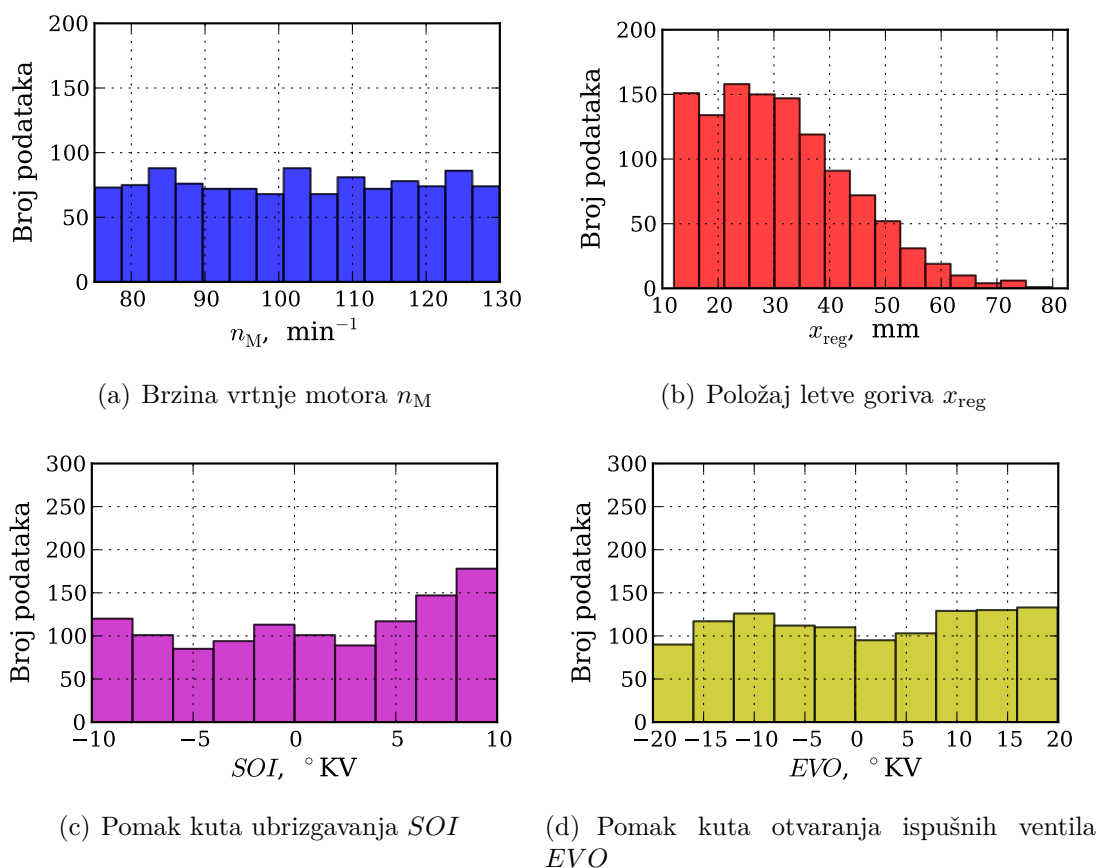 200
150
100
50
0
Broj podataka
80 90 100 110 120 130
n_M, min⁻¹
(a) Brzina vrtnje motora n_M
200
150
100
50
0
Broj podataka
10 20 30 40 50 60 70 80
x_reg, mm
(b) Položaj letve goriva x_reg
300
250
200
150
100
50
0
Broj podataka
−10 −5 0 5 10
SOI, °KV
(c) Pomak kuta ubrizgavanja SOI
300
250
200
150
100
50
0
Broj podataka
−20 −15 −10 −5 0 5 10 15 20
EVO, °KV
(d) Pomak kuta otvaranja ispušnih ventila
EVO